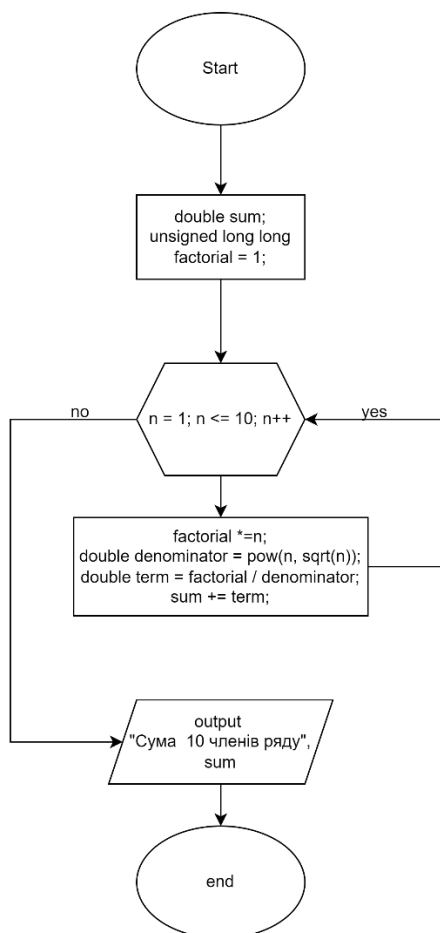 Start
double sum;
unsigned long long
factorial = 1;
no
n = 1; n <= 10; n++
yes
factorial *=n;
double denominator = pow(n, sqrt(n));
double term = factorial / denominator;
sum += term;
output
"Сума  10 членів ряду",
sum
end